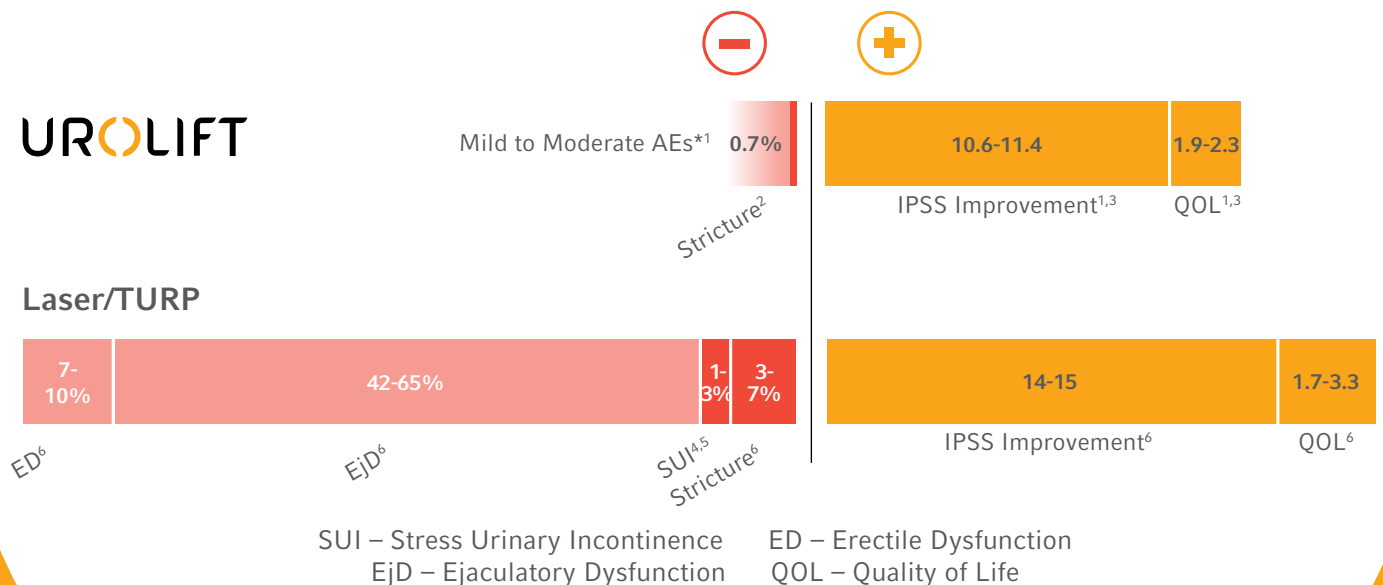 UROLIFT
Mild to Moderate AEs*1 0.7% 10.6-11.4 1.9-2.3
Stricture2 IPSS Improvement1,3 QOL1,3
Laser/TURP
7-
10%
42-65%
1-
3%
3-
7%
14-15 1.7-3.3
ED6 EjD6 SUI4,5 Stricture6 IPSS Improvement6 QOL6
SUI – Stress Urinary Incontinence ED – Erectile Dysfunction
EjD – Ejaculatory Dysfunction QOL – Quality of Life